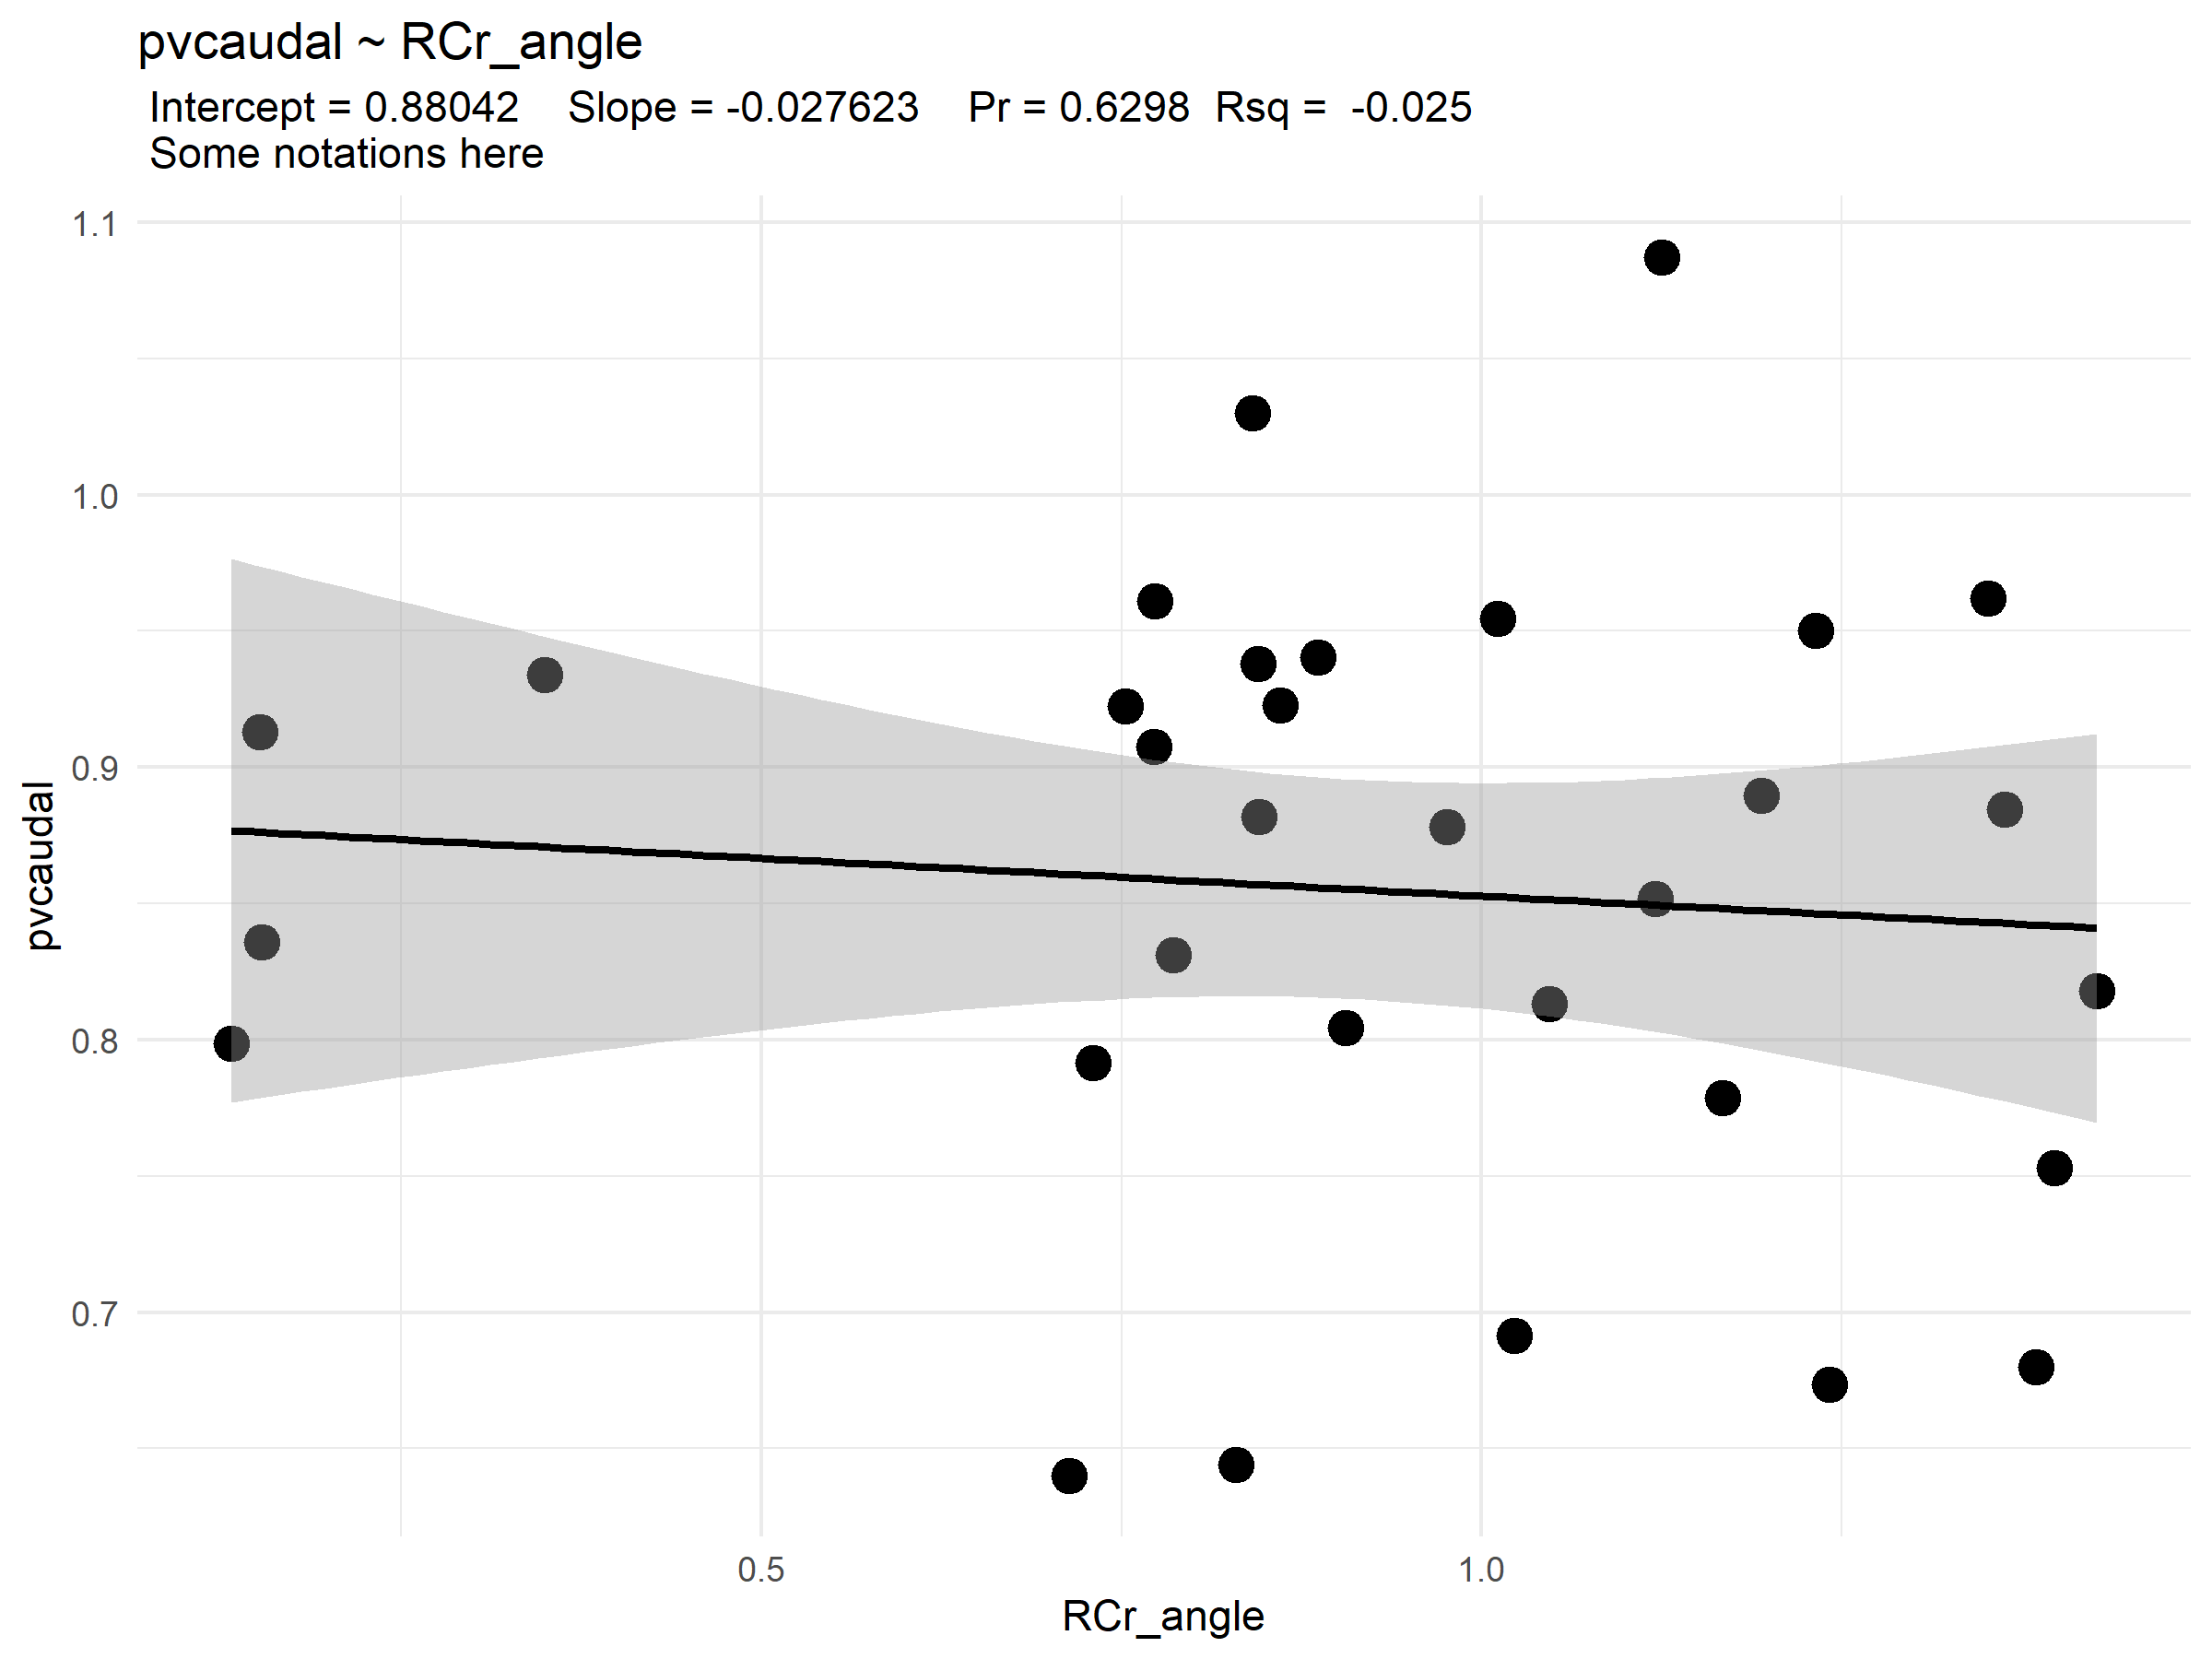 pvcaudal ~ RCr_angle
Intercept = 0.88042 Slope = -0.027623 Pr = 0.6298 Rsq = -0.025
Some notations here
1.1
1.0
0.9
0.8
0.7
pvcaudal
0.5 1.0
RCr_angle